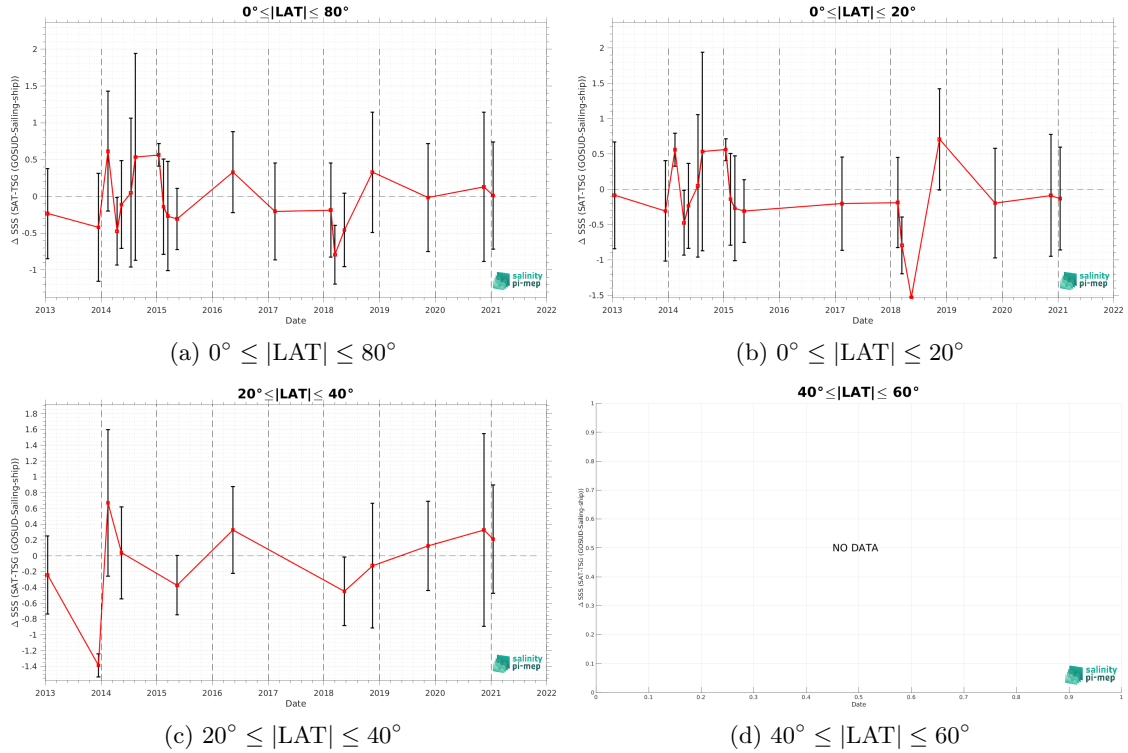 0°≤|LAT|≤ 80°
Δ SSS (SAT-TSG (GOSUD-Sailing-ship))
2
1.5
1
0.5
0
-0.5
-1
2013 2014 2015 2016 2017 2018 2019 2020 2021 2022
Date
salinity
pi-mep
(a) 0° ≤ |LAT| ≤ 80°
0°≤|LAT|≤ 20°
Δ SSS (SAT-TSG (GOSUD-Sailing-ship))
2
1.5
1
0.5
0
-0.5
-1
-1.5
2013 2014 2015 2016 2017 2018 2019 2020 2021 2022
Date
salinity
pi-mep
(b) 0° ≤ |LAT| ≤ 20°
20°≤|LAT|≤ 40°
Δ SSS (SAT-TSG (GOSUD-Sailing-ship))
1.8
1.6
1.4
1.2
1
0.8
0.6
0.4
0.2
0
-0.2
-0.4
-0.6
-0.8
-1
-1.2
-1.4
2013 2014 2015 2016 2017 2018 2019 2020 2021 2022
Date
salinity
pi-mep
(c) 20° ≤ |LAT| ≤ 40°
40°≤|LAT|≤ 60°
Δ SSS (SAT-TSG (GOSUD-Sailing-ship))
1
0.9
0.8
0.7
0.6
0.5
0.4
0.3
0.2
0.1
0
NO DATA
0 0.1 0.2 0.3 0.4 0.5 0.6 0.7 0.8 0.9 1
Date
salinity
pi-mep
(d) 40° ≤ |LAT| ≤ 60°